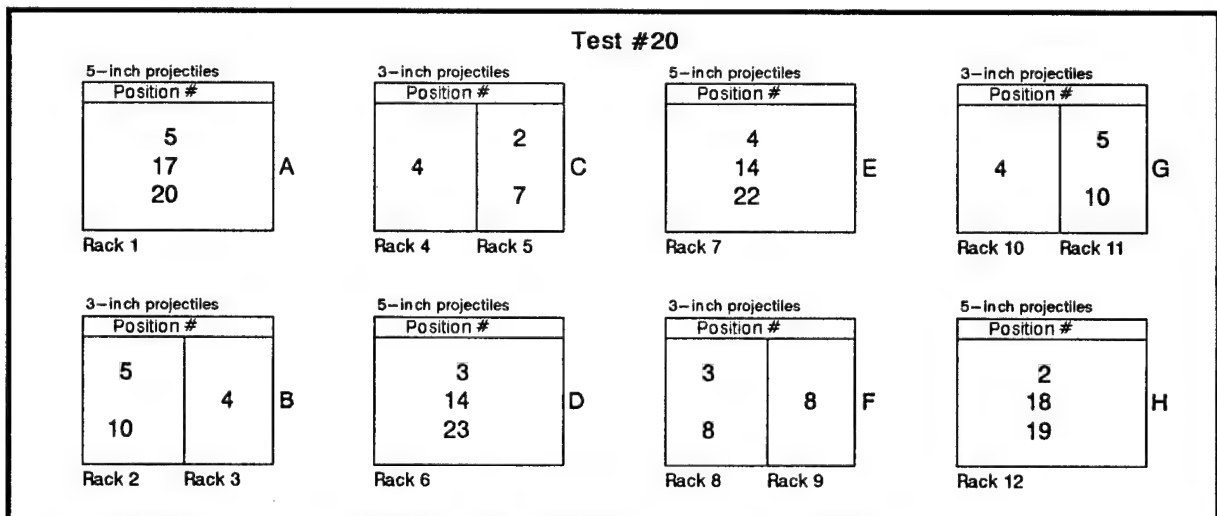 Test #20
5-inch projectiles
Position #
5
17
20
A
Rack 1
3-inch projectiles
Position #
4
2
7
C
Rack 4 Rack 5
5-inch projectiles
Position #
4
14
22
E
Rack 7
3-inch projectiles
Position #
4
5
10
G
Rack 10 Rack 11
3-inch projectiles
Position #
5
10
4
B
Rack 2 Rack 3
5-inch projectiles
Position #
3
14
23
D
Rack 6
3-inch projectiles
Position #
3
8
8
F
Rack 8 Rack 9
5-inch projectiles
Position #
2
18
19
H
Rack 12